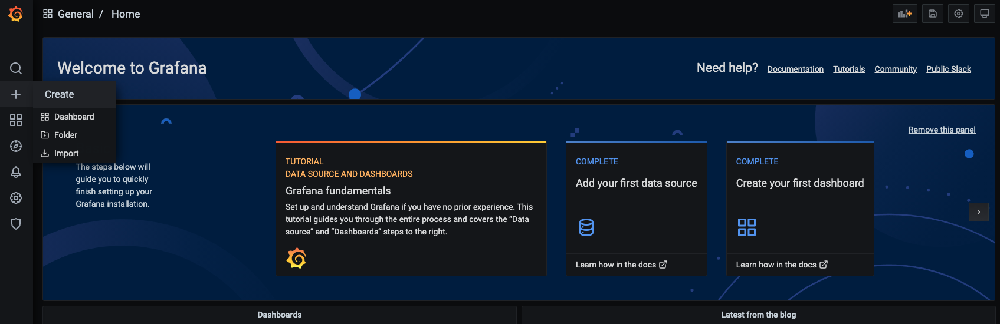 General / Home
Welcome to Grafana
Need help? Documentation Tutorials Community Public Slack
Create
Dashboard
Folder
Import
Remove this panel
The steps below will
guide you to quickly
finish setting up your
Grafana installation.
TUTORIAL
DATA SOURCE AND DASHBOARDS
Grafana fundamentals
Set up and understand Grafana if you have no prior experience. This
tutorial guides you through the entire process and covers the “Data
source” and “Dashboards” steps to the right.
COMPLETE
Add your first data source
Learn how in the docs
COMPLETE
Create your first dashboard
Learn how in the docs
Dashboards
Latest from the blog